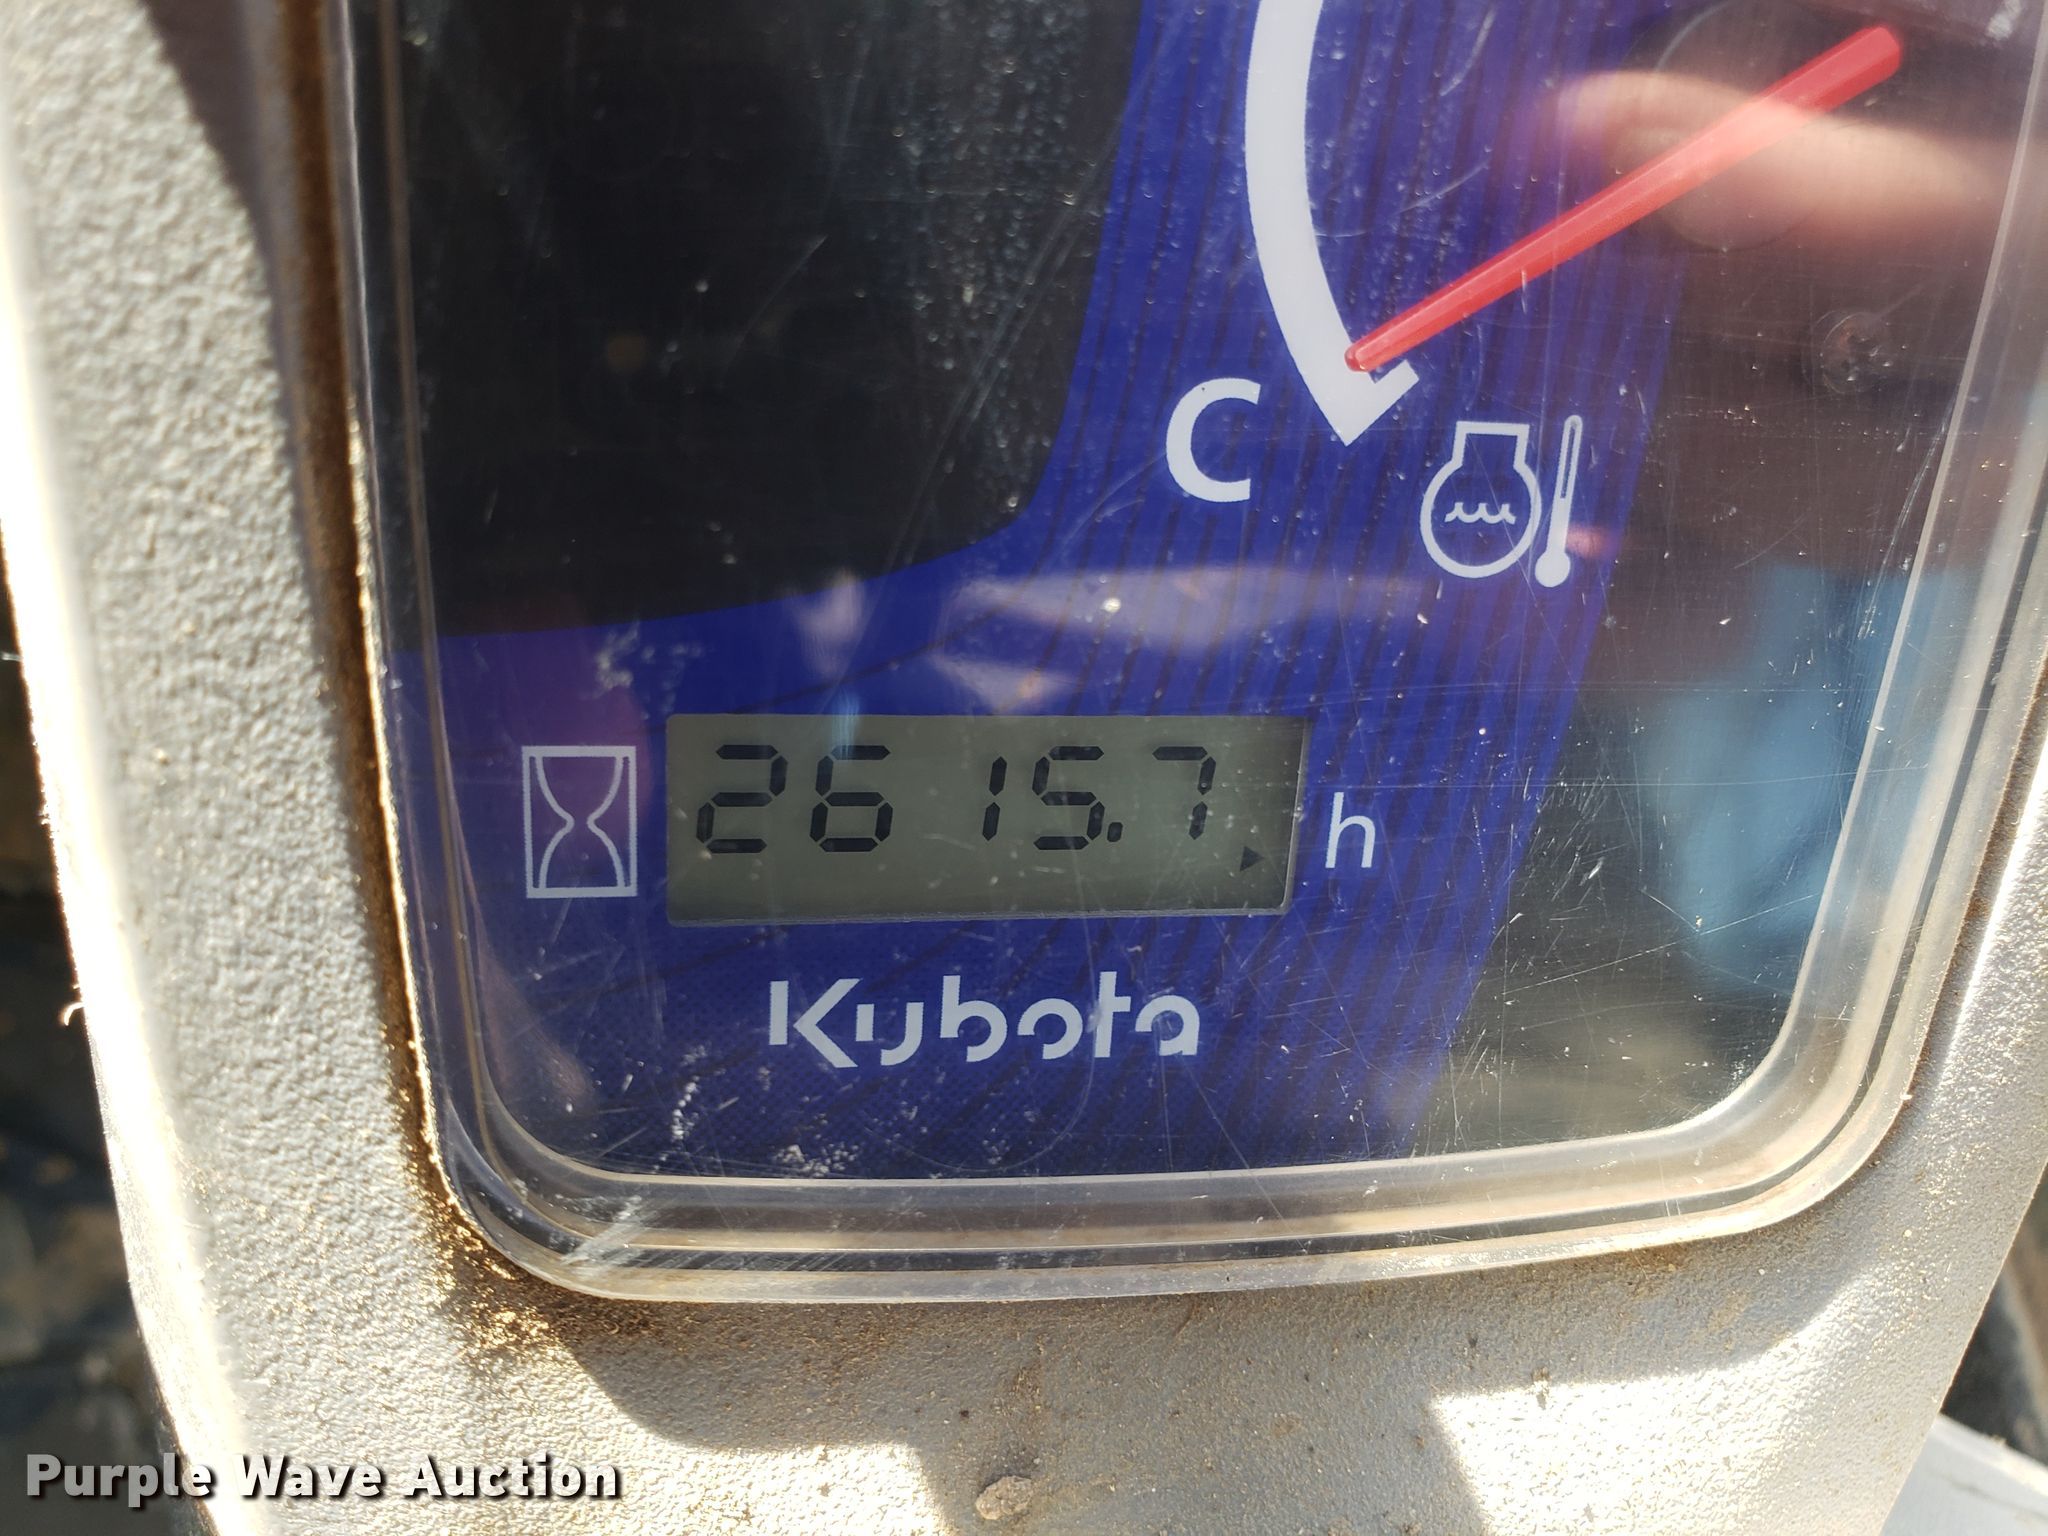 C
2615.7 h
Kubota
Purple Wave Auction